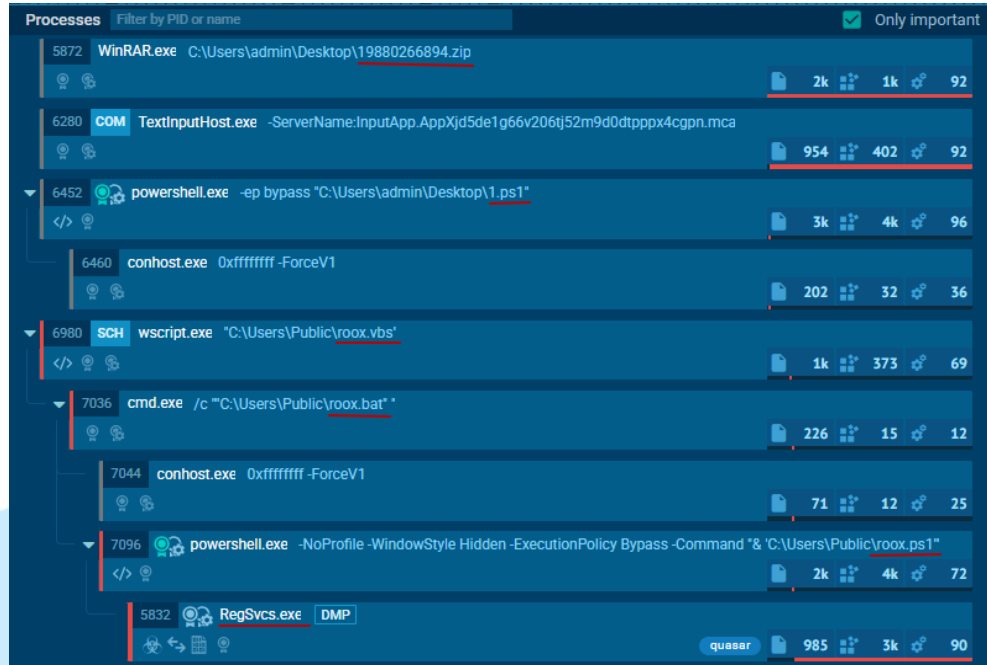 Processes Filter by PID or name Only important
5872 WinRAR.exe C:\Users\admin\Desktop\19880266894.zip
2k 1k 92
6280 COM TextInputHost.exe -ServerName:InputApp.AppXjd5de1g66v206tj52m9d0dtpppx4cgpn.mca
954 402 92
6452 powershell.exe -ep bypass "C:\Users\admin\Desktop\1.ps1"
</> 3k 4k 96
6460 conhost.exe 0xffffffff -ForceV1
202 32 36
6980 SCH wscript.exe "C:\Users\Public\roox.vbs"
</> 1k 373 69
7036 cmd.exe /c ""C:\Users\Public\roox.bat" "
226 15 12
7044 conhost.exe 0xffffffff -ForceV1
71 12 25
7096 powershell.exe -NoProfile -WindowStyle Hidden -ExecutionPolicy Bypass -Command "& 'C:\Users\Public\roox.ps1'"
</> 2k 4k 72
5832 RegSvcs.exe DMP
quasar 985 3k 90